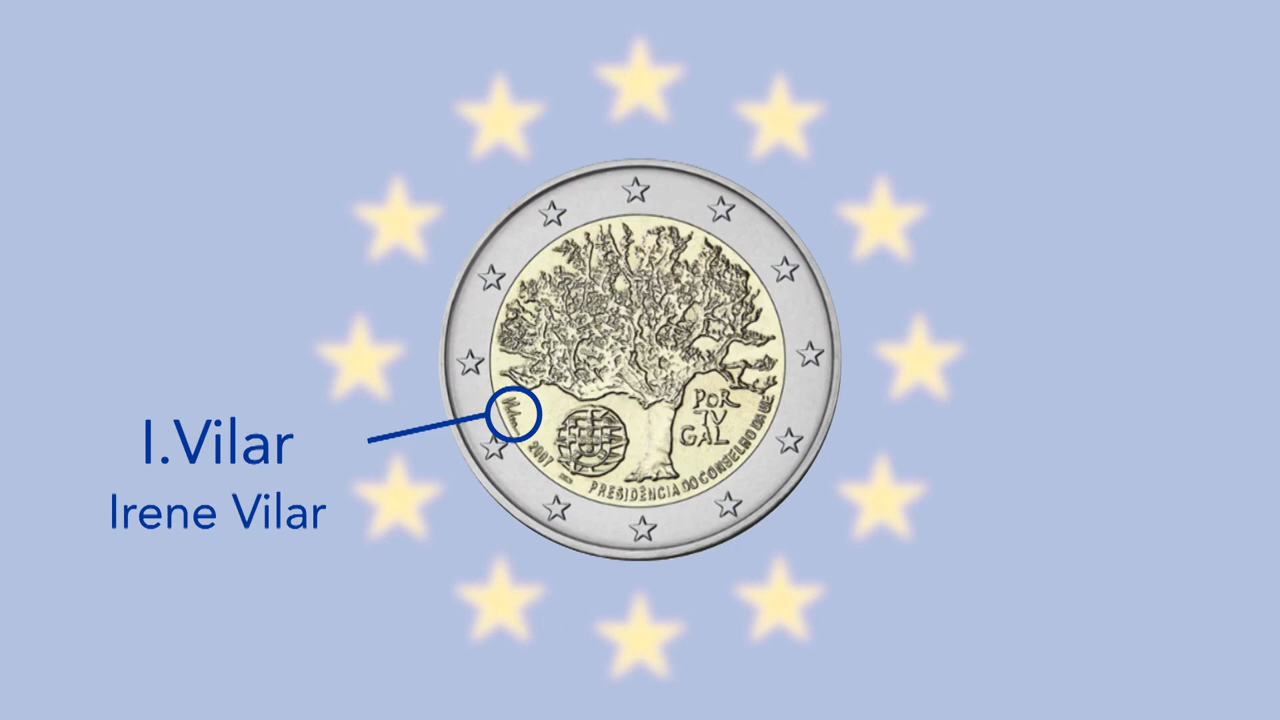 I.Vilar
Irene Vilar
POR
TU
GAL
2007
PRESIDÊNCIA DO CONSELHO DA UE